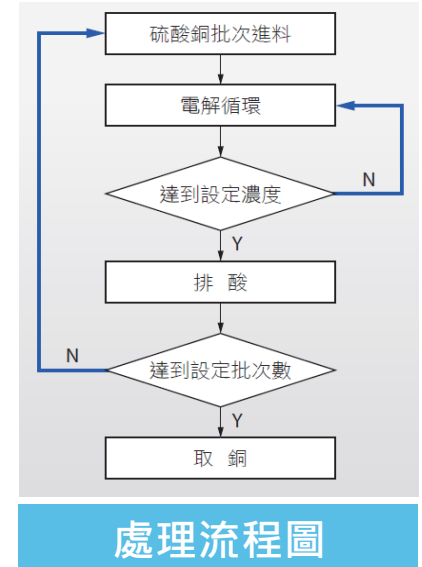 硫酸銅批次進料
電解循環
達到設定濃度
N
Y
排 酸
達到設定批次數
N
Y
取 銅
處理流程圖